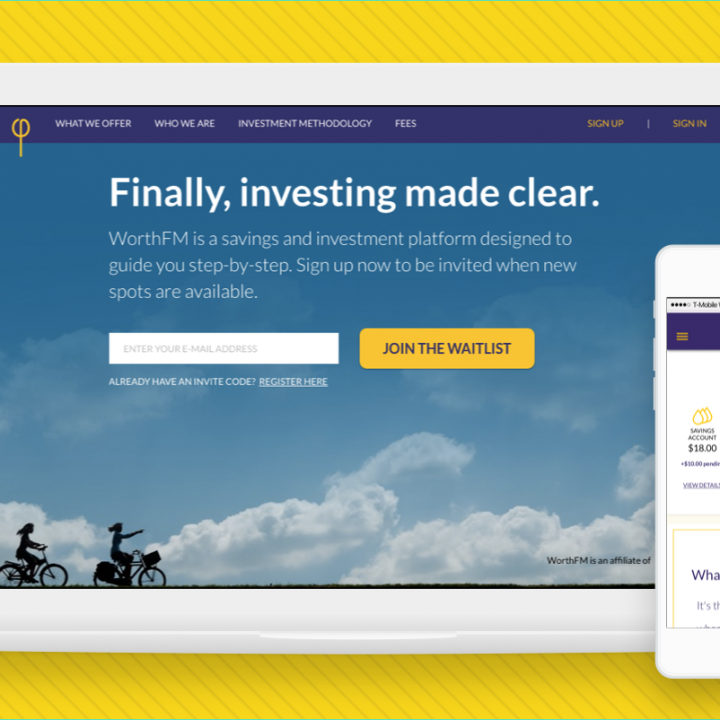 φ
WHAT WE OFFER WHO WE ARE INVESTMENT METHODOLOGY FEES SIGN UP | SIGN IN
Finally, investing made clear.
WorthFM is a savings and investment platform designed to
guide you step-by-step. Sign up now to be invited when new
spots are available.
ENTER YOUR E-MAIL ADDRESS
JOIN THE WAITLIST
ALREADY HAVE AN INVITE CODE? REGISTER HERE
WorthFM is an affiliate of
T-Mobile
SAVINGS
ACCOUNT
$18.00
+$10.00 pendin
VIEW DETAILS
Wha
It's th